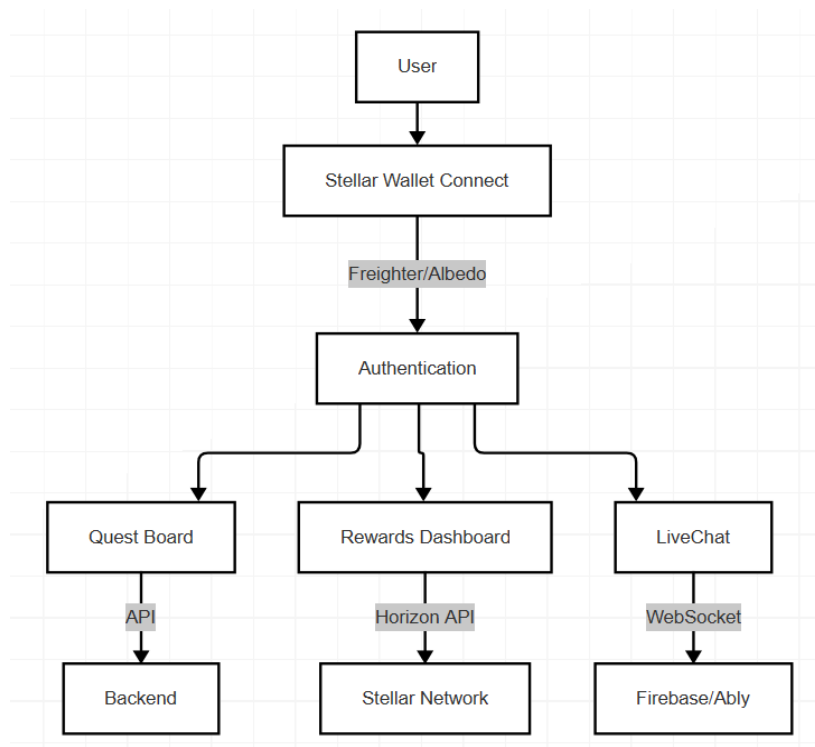 User
Stellar Wallet Connect
Freighter/Albedo
Authentication
Quest Board
Rewards Dashboard
LiveChat
API
Horizon API
WebSocket
Backend
Stellar Network
Firebase/Ably